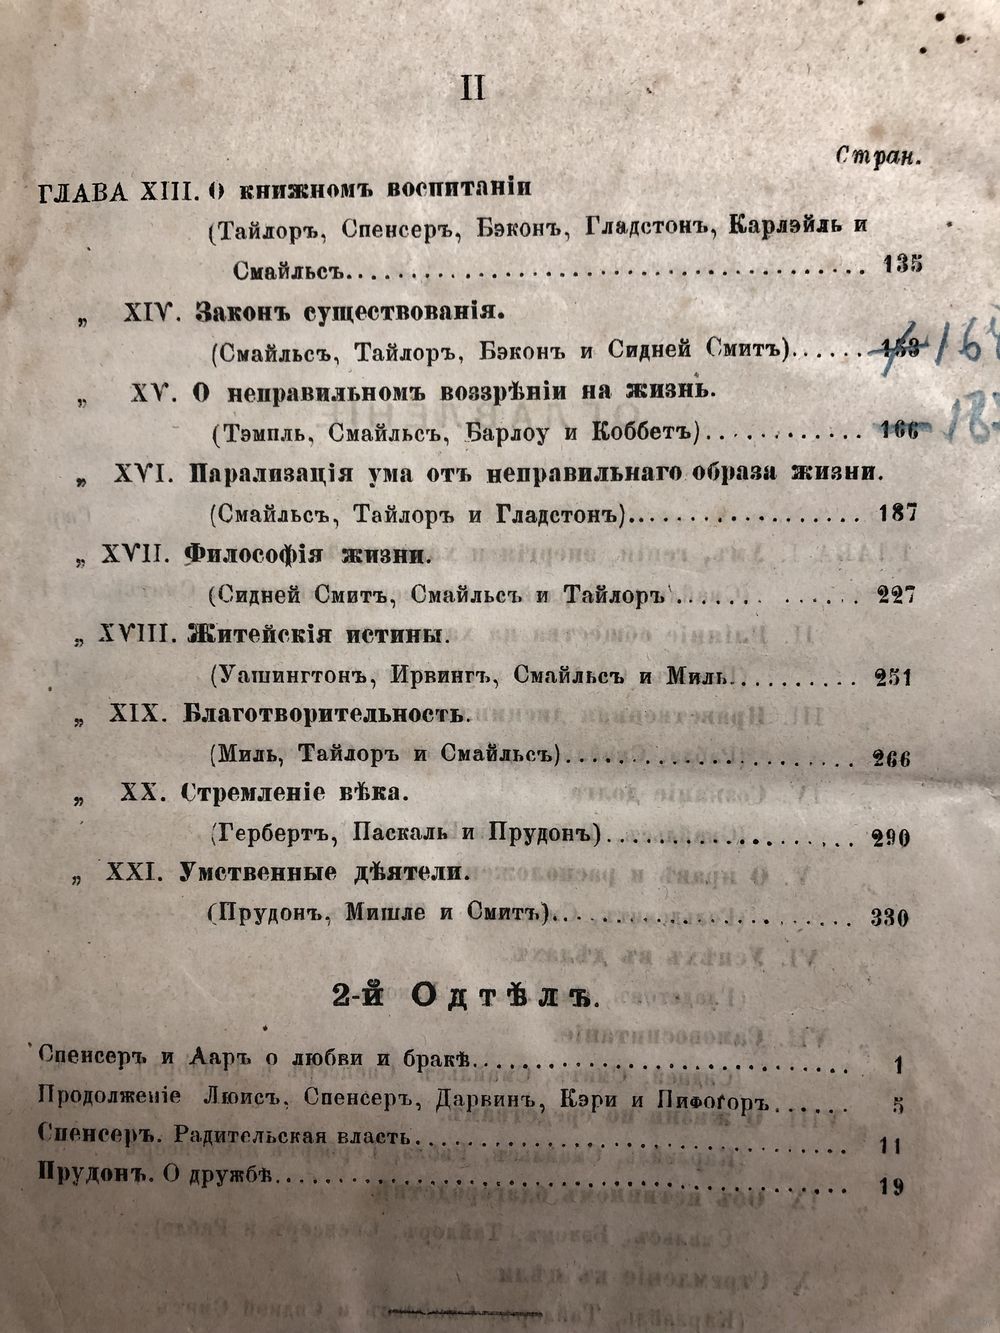 II
Стран.
ГЛАВА XIII. О книжномъ воспитаніи
(Тайлоръ, Спенсеръ, Бэконъ, Гладстонъ, Карлэйль и
Смайльсъ........................................ 135
„ XIV. Законъ существованія.
(Смайльсъ, Тайлоръ, Бэконъ и Сидней Смитъ)...... 153 164
„ XV. О неправильномъ воззрѣніи на жизнь.
(Тэмпль, Смайльсъ, Барлоу и Коббетъ)............ 166
„ XVI. Парализація ума отъ неправильнаго образа жизни.
(Смайльсъ, Тайлоръ и Гладстонъ).................. 187
„ XVII. Философія жизни.
(Сидней Смитъ, Смайльсъ и Тайлоръ............. 227
„ XVIII. Житейскія истины.
(Уашингтонъ, Ирвингъ, Смайльсъ и Миль.......... 251
„ XIX. Благотворительность.
(Миль, Тайлоръ и Смайльсъ)...................... 266
„ XX. Стремленіе вѣка.
(Гербертъ, Паскаль и Прудонъ)................... 290
„ XXI. Умственные дѣятели.
(Прудонъ, Мишле и Смитъ)....................... 330
2-й Одтѣлъ.
Спенсеръ и Ааръ о любви и бракѣ............................. 1
Продолженіе Люисъ, Спенсеръ, Дарвинъ, Кэри и Пифогоръ...... 5
Спенсеръ. Радительская власть................................. 11
Прудонъ. О дружбѣ............................................ 19